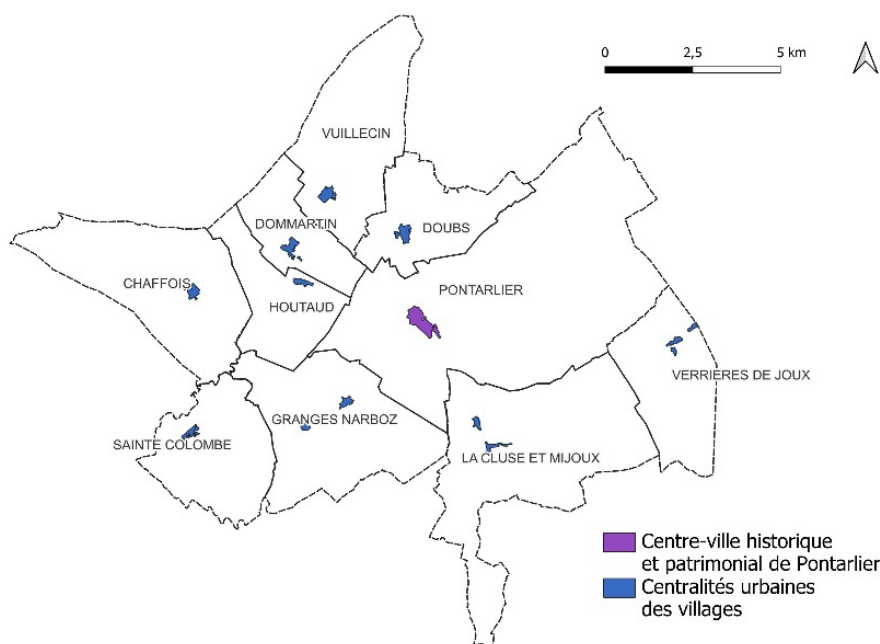 0 2,5 5 km
VUILLECIN
DOMMARTIN
DOUBS
CHAFFOIS
HOUTAUD
PONTARLIER
VERRIERES DE JOUX
GRANGES NARBOZ
SAINTE COLOMBE
LA CLUSE ET MIJOUX
Centre-ville historique
et patrimonial de Pontarlier
Centralités urbaines
des villages